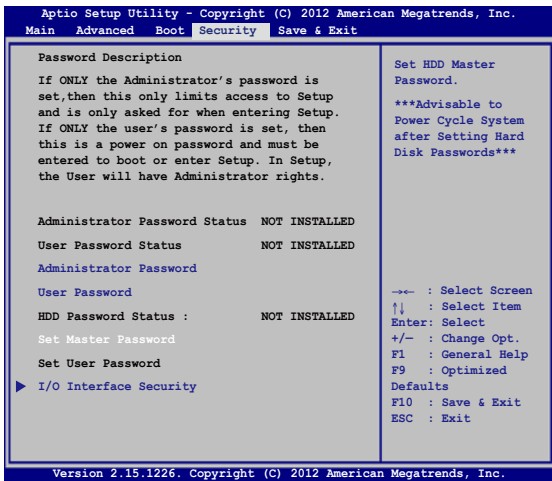 Aptio Setup Utility - Copyright (C) 2012 American Megatrends, Inc.
Main Advanced Boot Security Save & Exit
Password Description
If ONLY the Administrator's password is
set,then this only limits access to Setup
and is only asked for when entering Setup.
If ONLY the user's password is set, then
this is a power on password and must be
entered to boot or enter Setup. In Setup,
the User will have Administrator rights.
Administrator Password Status NOT INSTALLED
User Password Status NOT INSTALLED
Administrator Password
User Password
HDD Password Status : NOT INSTALLED
Set Master Password
Set User Password
I/O Interface Security
Set HDD Master
Password.
***Advisable to
Power Cycle System
after Setting Hard
Disk Passwords***
→← : Select Screen
↑↓ : Select Item
Enter: Select
+/— : Change Opt.
F1 : General Help
F9 : Optimized
Defaults
F10 : Save & Exit
ESC : Exit
Version 2.15.1226. Copyright (C) 2012 American Megatrends, Inc.